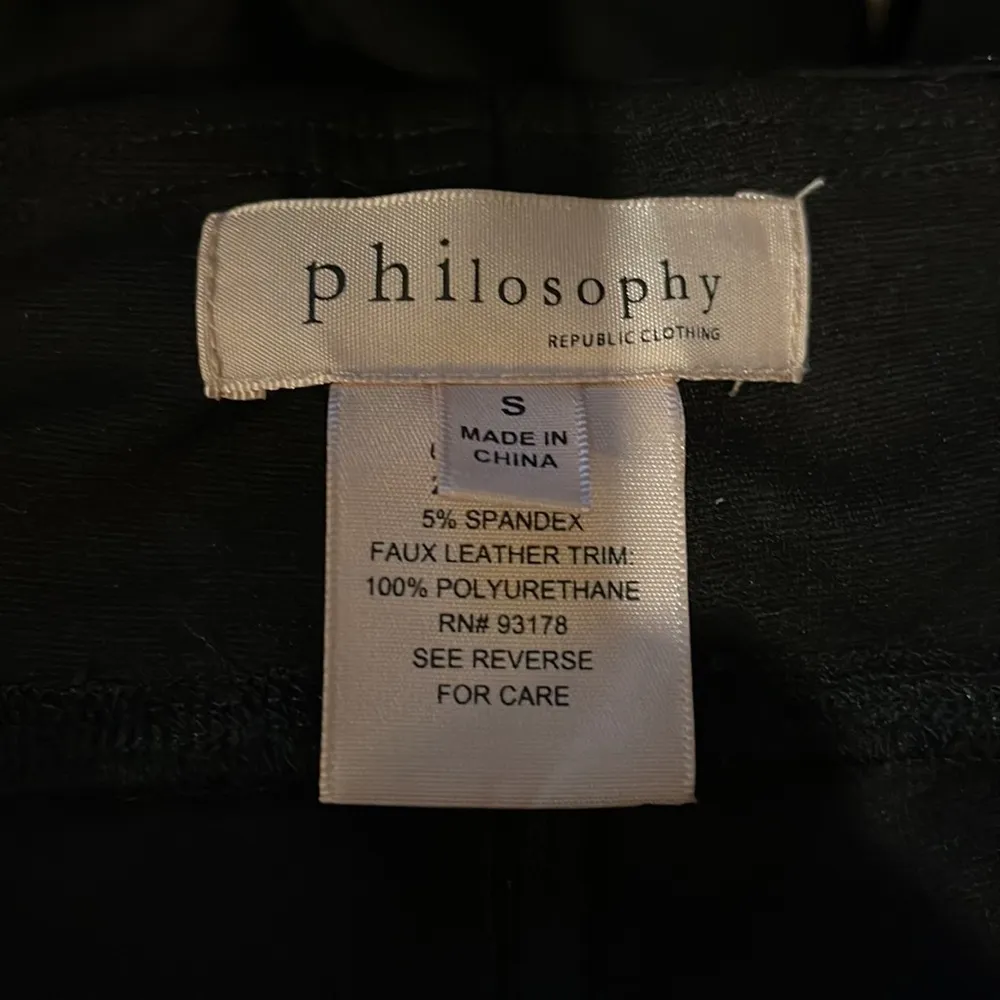 philosophy
REPUBLIC CLOTHING
S
MADE IN
CHINA
5% SPANDEX
FAUX LEATHER TRIM:
100% POLYURETHANE
RN# 93178
SEE REVERSE
FOR CARE